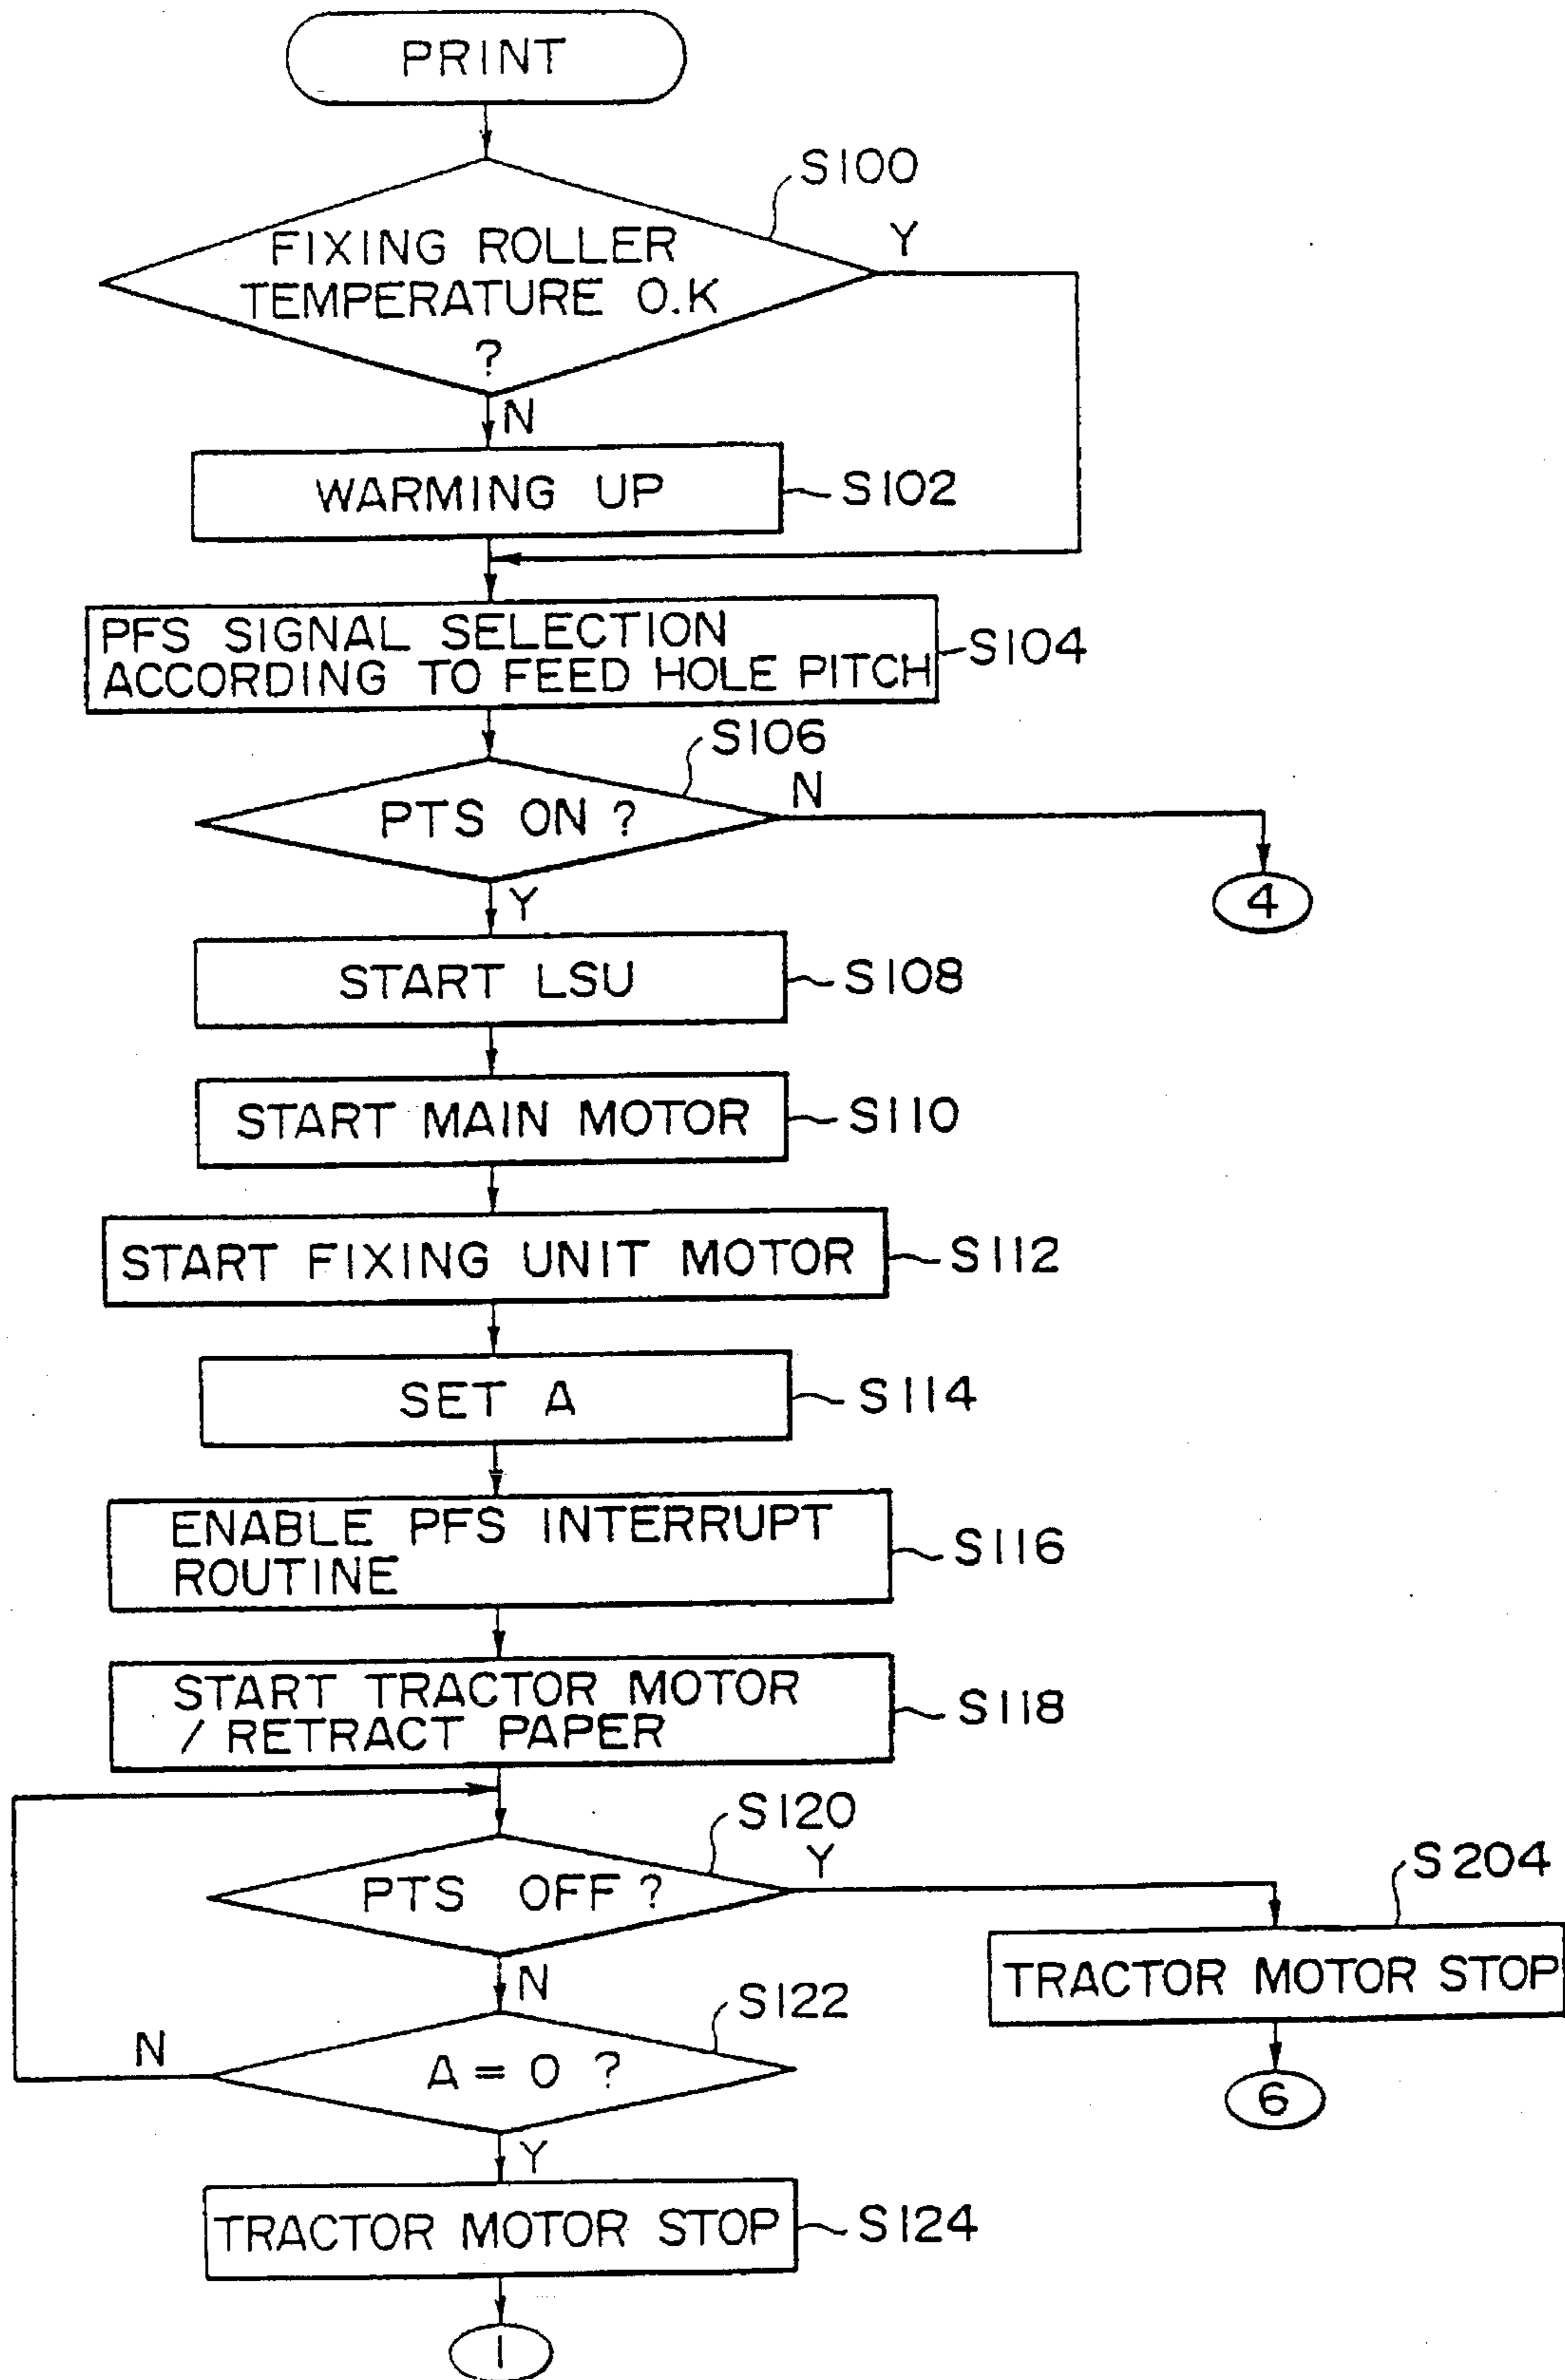 PRINT
S100
FIXING ROLLER
Y
TEMPERATURE O.K
?
N
WARMING UP
S102
PFS SIGNAL SELECTION
ACCORDING TO FEED HOLE PITCH
S104
S106
PTS ON ?
N
4
Y
START LSU
S108
START MAIN MOTOR
S110
START FIXING UNIT MOTOR
S112
SET A
S114
ENABLE PFS INTERRUPT
ROUTINE
S116
START TRACTOR MOTOR
/ RETRACT PAPER
S118
S120
PTS OFF ?
Y
S204
TRACTOR MOTOR STOP
6
N
S122
A = 0 ?
N
Y
TRACTOR MOTOR STOP
S124
1